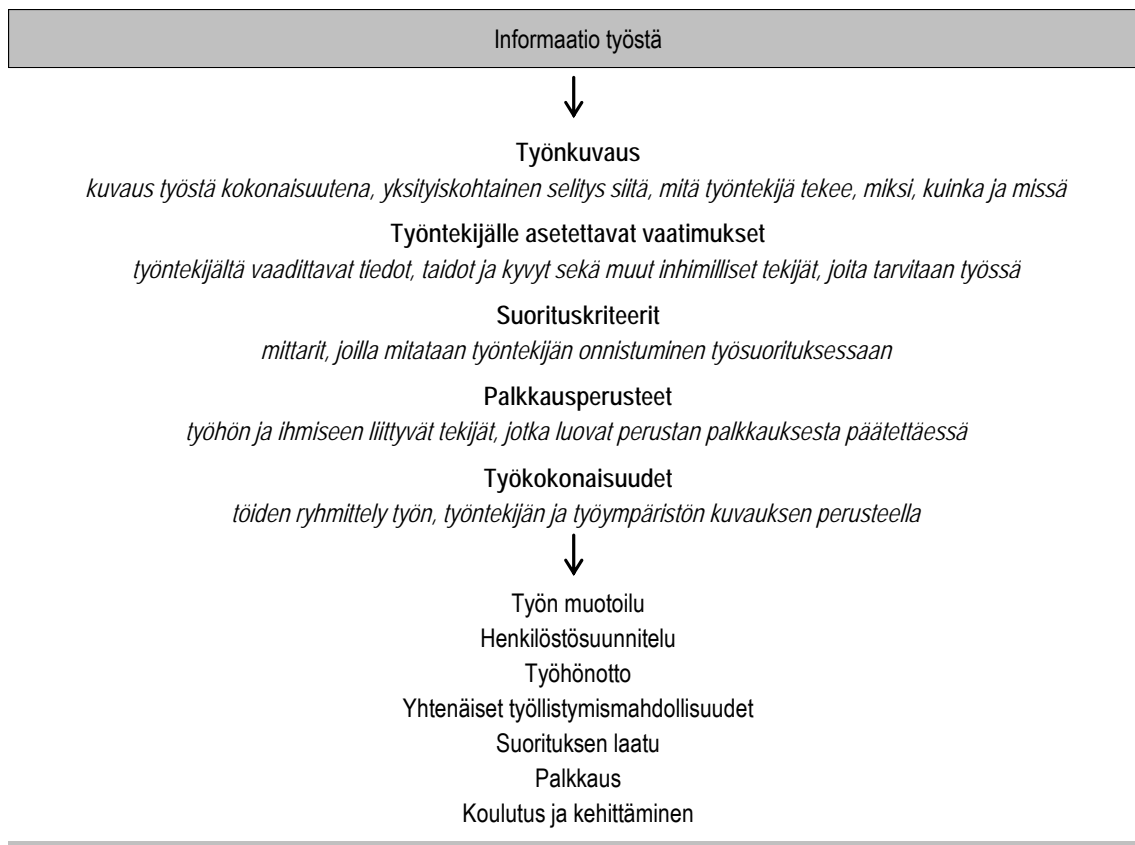 Informaatio työstä
Työnkuvaus
kuvaus työstä kokonaisuutena, yksityiskohtainen selitys siitä, mitä työntekijä tekee, miksi, kuinka ja missä
Työntekijälle asetettavat vaatimukset
työntekijältä vaadittavat tiedot, taidot ja kyvyt sekä muut inhimilliset tekijät, joita tarvitaan työssä
Suorituskriteerit
mittarit, joilla mitataan työntekijän onnistuminen työsuorituksessaan
Palkkausperusteet
työhön ja ihmiseen liittyvät tekijät, jotka luovat perustan palkkauksesta päätettäessä
Työkokonaisuudet
töiden ryhmittely työn, työntekijän ja työympäristön kuvauksen perusteella
Työn muotoilu
Henkilöstösuunnitelu
Työhönotto
Yhtenäiset työllistymismahdollisuudet
Suorituksen laatu
Palkkaus
Koulutus ja kehittäminen